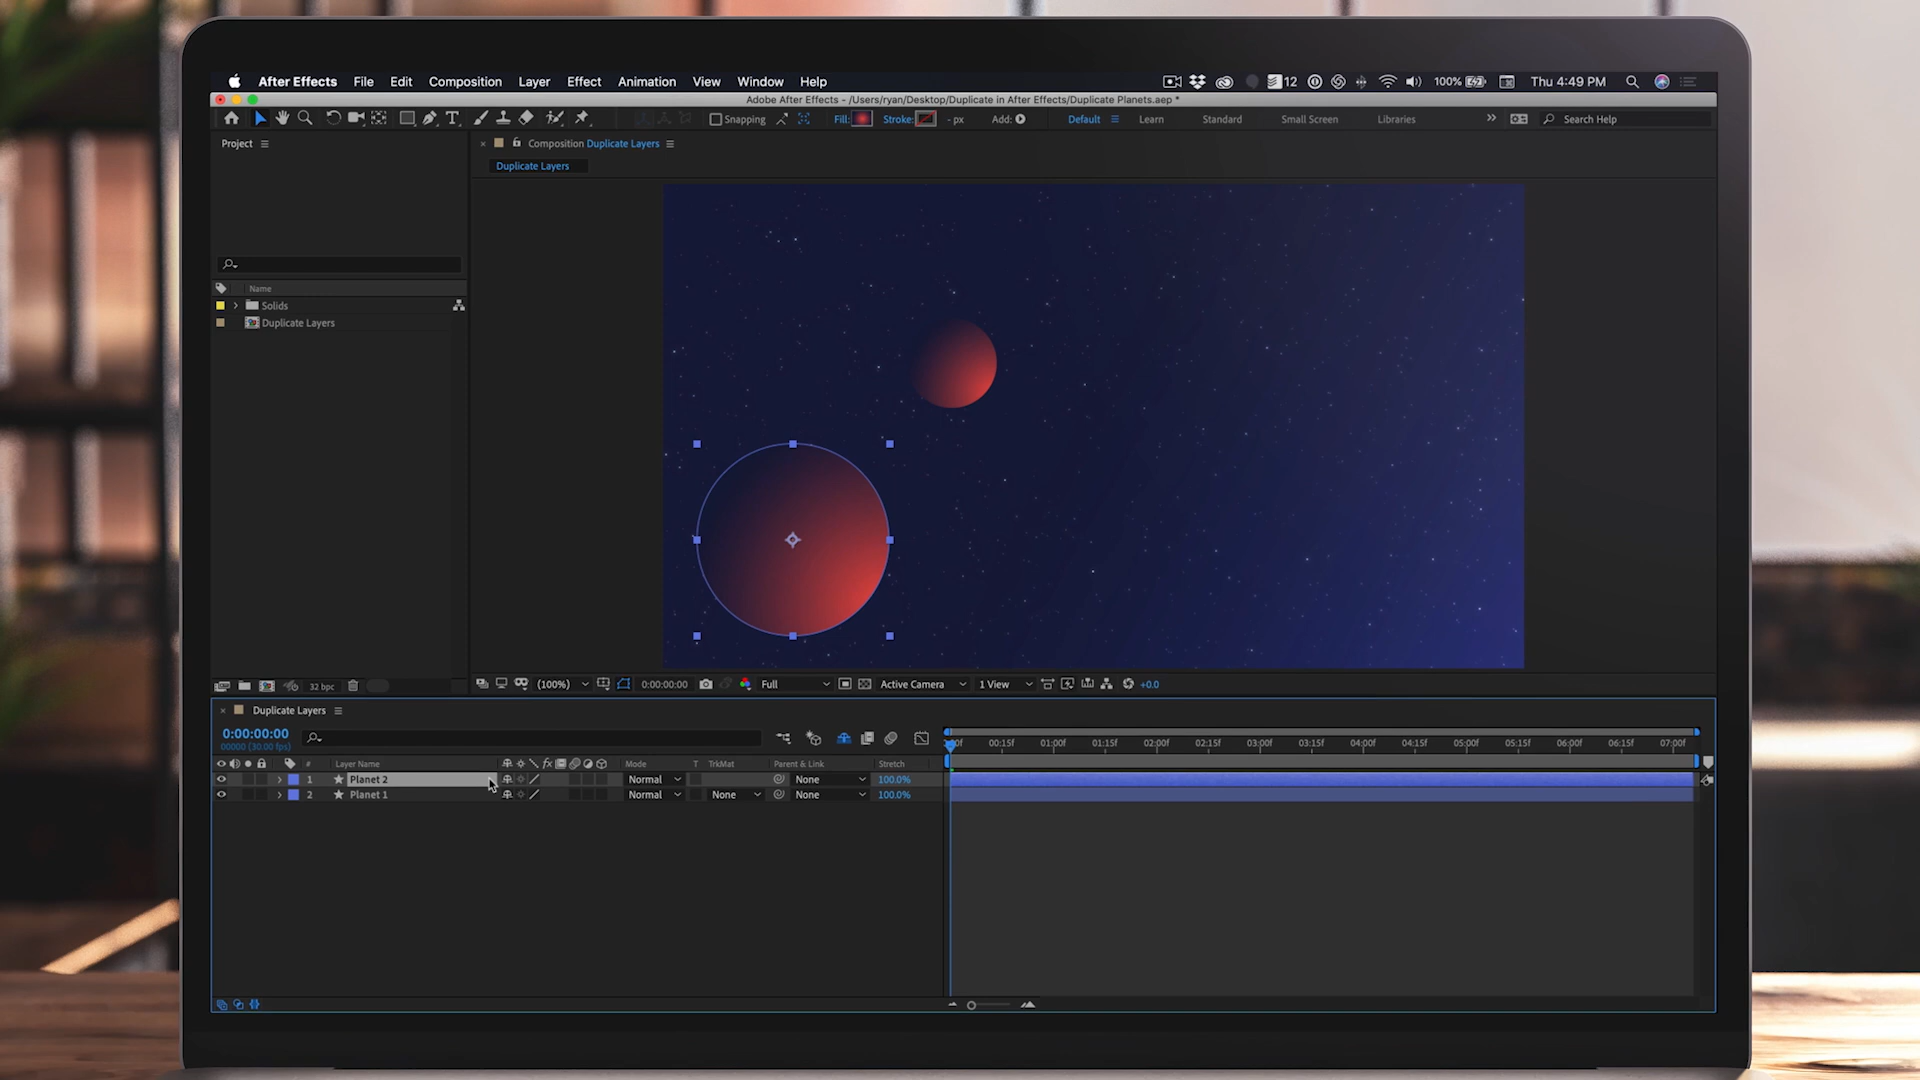 After Effects File Edit Composition Layer Effect Animation View Window Help 12 100% Thu 4:49 PM
Adobe After Effects - /Users/ryan/Desktop/Duplicate in After Effects/Duplicate Planets.aep *
T Snapping Fill: Stroke: - px Add: Default Learn Standard Small Screen Libraries >> Search Help
Project
Composition Duplicate Layers
Duplicate Layers
Name
Solids
Duplicate Layers
32 bpc
(100%) 0:00:00:00 Full Active Camera 1 View +0.0
Duplicate Layers
0:00:00:00
00000 (30.00 fps)
00:15f 01:00f 01:15f 02:00f 02:15f 03:00f 03:15f 04:00f 04:15f 05:00f 05:15f 06:00f 06:15f 07:00f
# Layer Name fx Mode T TrkMat Parent & Link Stretch
1 Planet 2 Normal None 100.0%
2 Planet 1 Normal None None 100.0%